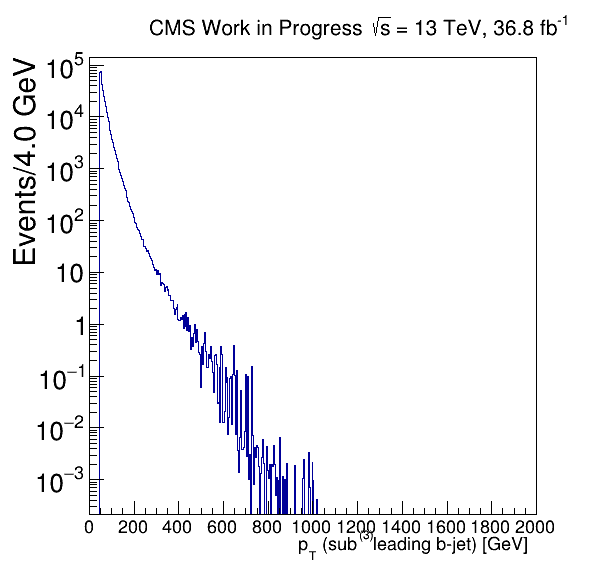 CMS Work in Progress √s = 13 TeV, 36.8 fb⁻¹
Events/4.0 GeV
10⁵
10⁴
10³
10²
10
1
10⁻¹
10⁻²
10⁻³
0 200 400 600 800 1000 1200 1400 1600 1800 2000
p_T (sub⁽³⁾leading b-jet) [GeV]